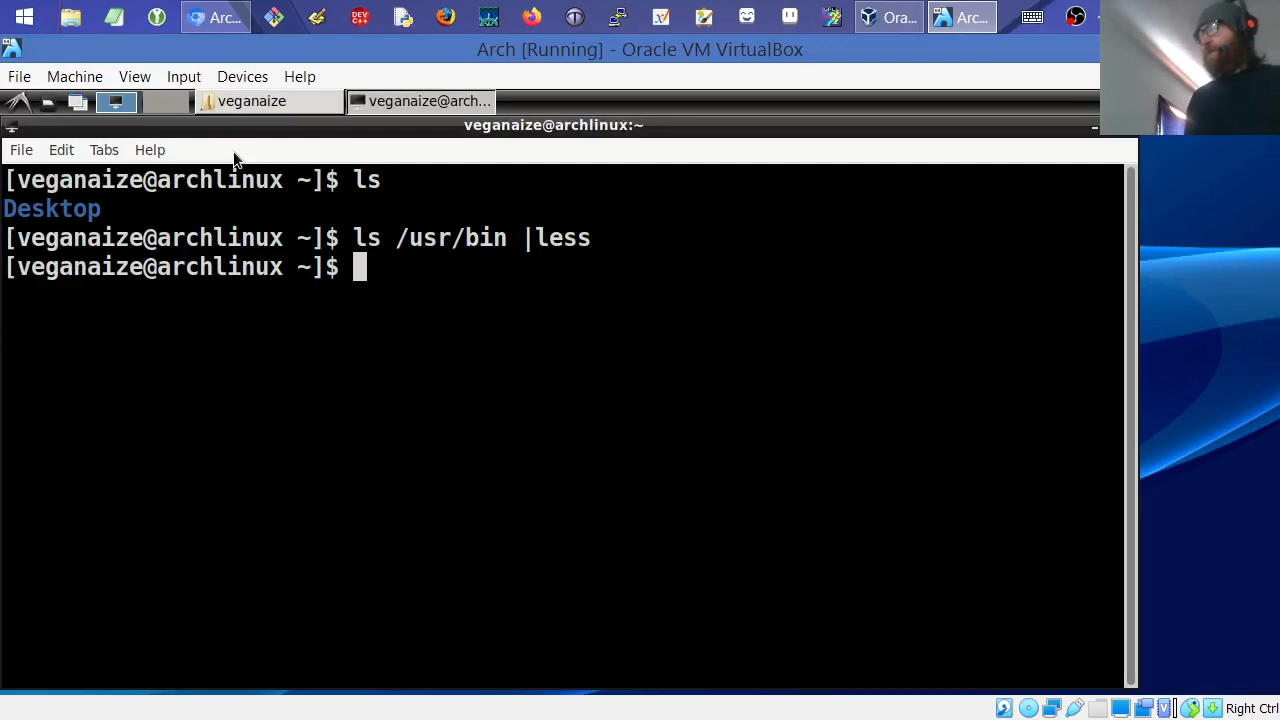 Arc...
DEV C++
Ora...
Arc...
Arch [Running] - Oracle VM VirtualBox
File Machine View Input Devices Help
veganaize
veganaize@arch...
veganaize@archlinux:~
File Edit Tabs Help
[veganaize@archlinux ~]$ ls
Desktop
[veganaize@archlinux ~]$ ls /usr/bin |less
[veganaize@archlinux ~]$
Right Ctrl